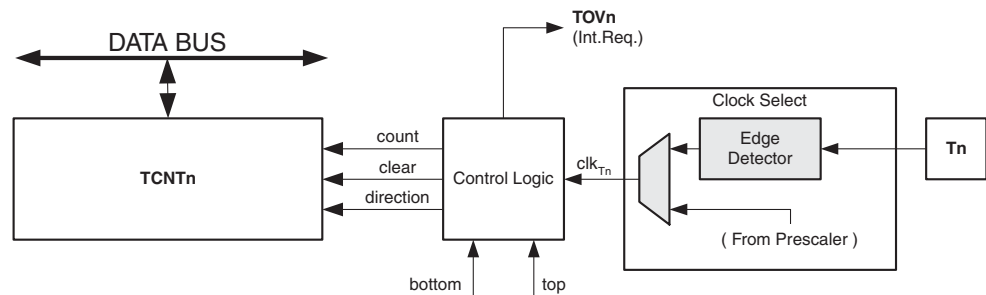 TOVn
(Int.Req.)
DATA BUS
Clock Select
count
Edge
Detector
Tn
TCNTn
clear
Control Logic
clkTn
direction
( From Prescaler )
bottom
top